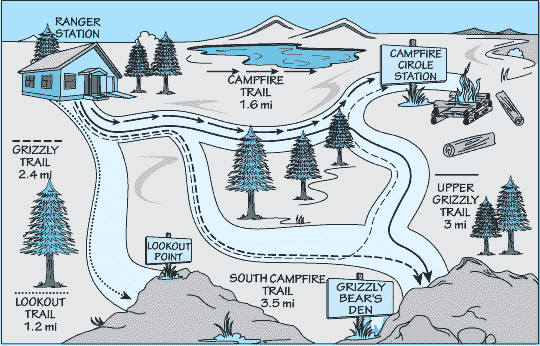 RANGER
STATION
CAMPFIRE
CIROLE
STATION
CAMPFIRE
TRAIL
1.6 mi
GRIZZLY
TRAIL
2.4 mi
UPPER
GRIZZLY
TRAIL
3 mi
LOOKOUT
POINT
SOUTH CAMPFIRE
TRAIL
3.5 mi
GRIZZLY
BEAR'S
DEN
LOOKOUT
TRAIL
1.2 mi